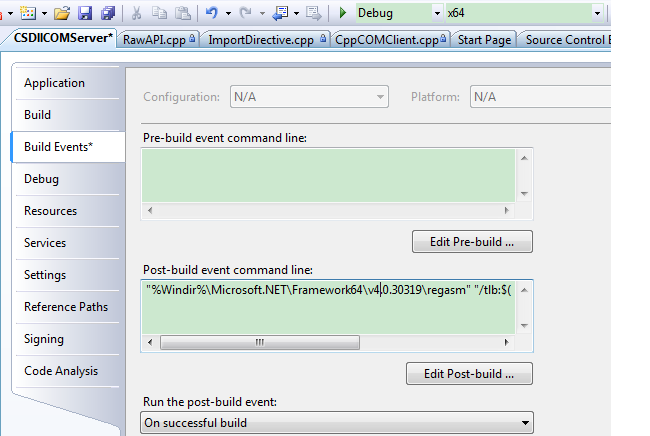 Debug
x64
CSDllCOMServer*
RawAPI.cpp
ImportDirective.cpp
CppCOMClient.cpp
Start Page
Source Control E
Application
Build
Build Events*
Debug
Resources
Services
Settings
Reference Paths
Signing
Code Analysis
Configuration:
N/A
Platform:
N/A
Pre-build event command line:
Edit Pre-build ...
Post-build event command line:
"%Windir%\Microsoft.NET\Framework64\v4.0.30319\regasm" "/tlb:$(
Edit Post-build ...
Run the post-build event:
On successful build